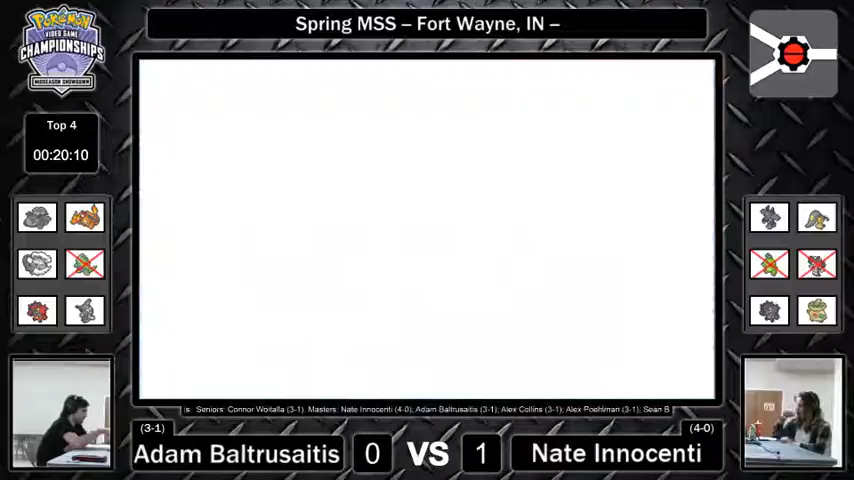 Spring MSS – Fort Wayne, IN –
Pokémon
VIDEO GAME
CHAMPIONSHIPS
MIDSEASON SHOWDOWN
Top 4
00:20:10
Seniors: Connor Woitalla (3-1). Masters: Nate Innocenti (4-0); Adam Baltrusaitis (3-1); Alex Collins (3-1); Alex Poehlman (3-1), Sean B
(3-1)
(4-0)
Adam Baltrusaitis 0 VS 1 Nate Innocenti